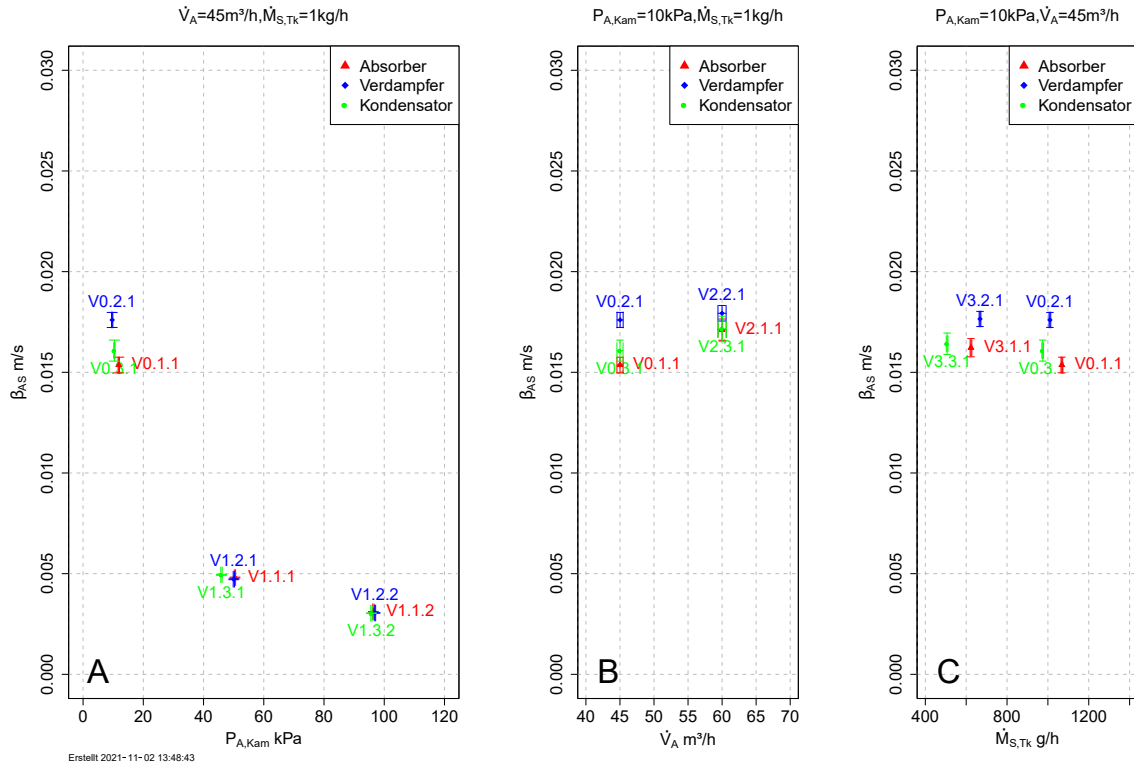 V̇A=45m³/h,ṀS,Tk=1kg/h
PA,Kam=10kPa,ṀS,Tk=1kg/h
PA,Kam=10kPa,V̇A=45m³/h
Absorber
Verdampfer
Kondensator
βAS m/s
0.030
0.025
0.020
0.015
0.010
0.005
0.000
V0.2.1
V0.1.1
V1.2.1
V1.1.1
V1.3.1
V1.2.2
V1.1.2
V1.3.2
A
0 20 40 60 80 100 120
PA,Kam kPa
Absorber
Verdampfer
Kondensator
βAS m/s
0.030
0.025
0.020
0.015
0.010
0.005
0.000
V0.2.1
V2.2.1
V2.1.1
V2.3.1
V0.1.1
B
40 45 50 55 60 65 70
V̇A m³/h
Absorber
Verdampfer
Kondensator
βAS m/s
0.030
0.025
0.020
0.015
0.010
0.005
0.000
V3.2.1
V0.2.1
V3.1.1
V3.3.1
V0.1.1
C
400 800 1200
ṀS,Tk g/h
Erstellt 2021-11-02 13:48:43